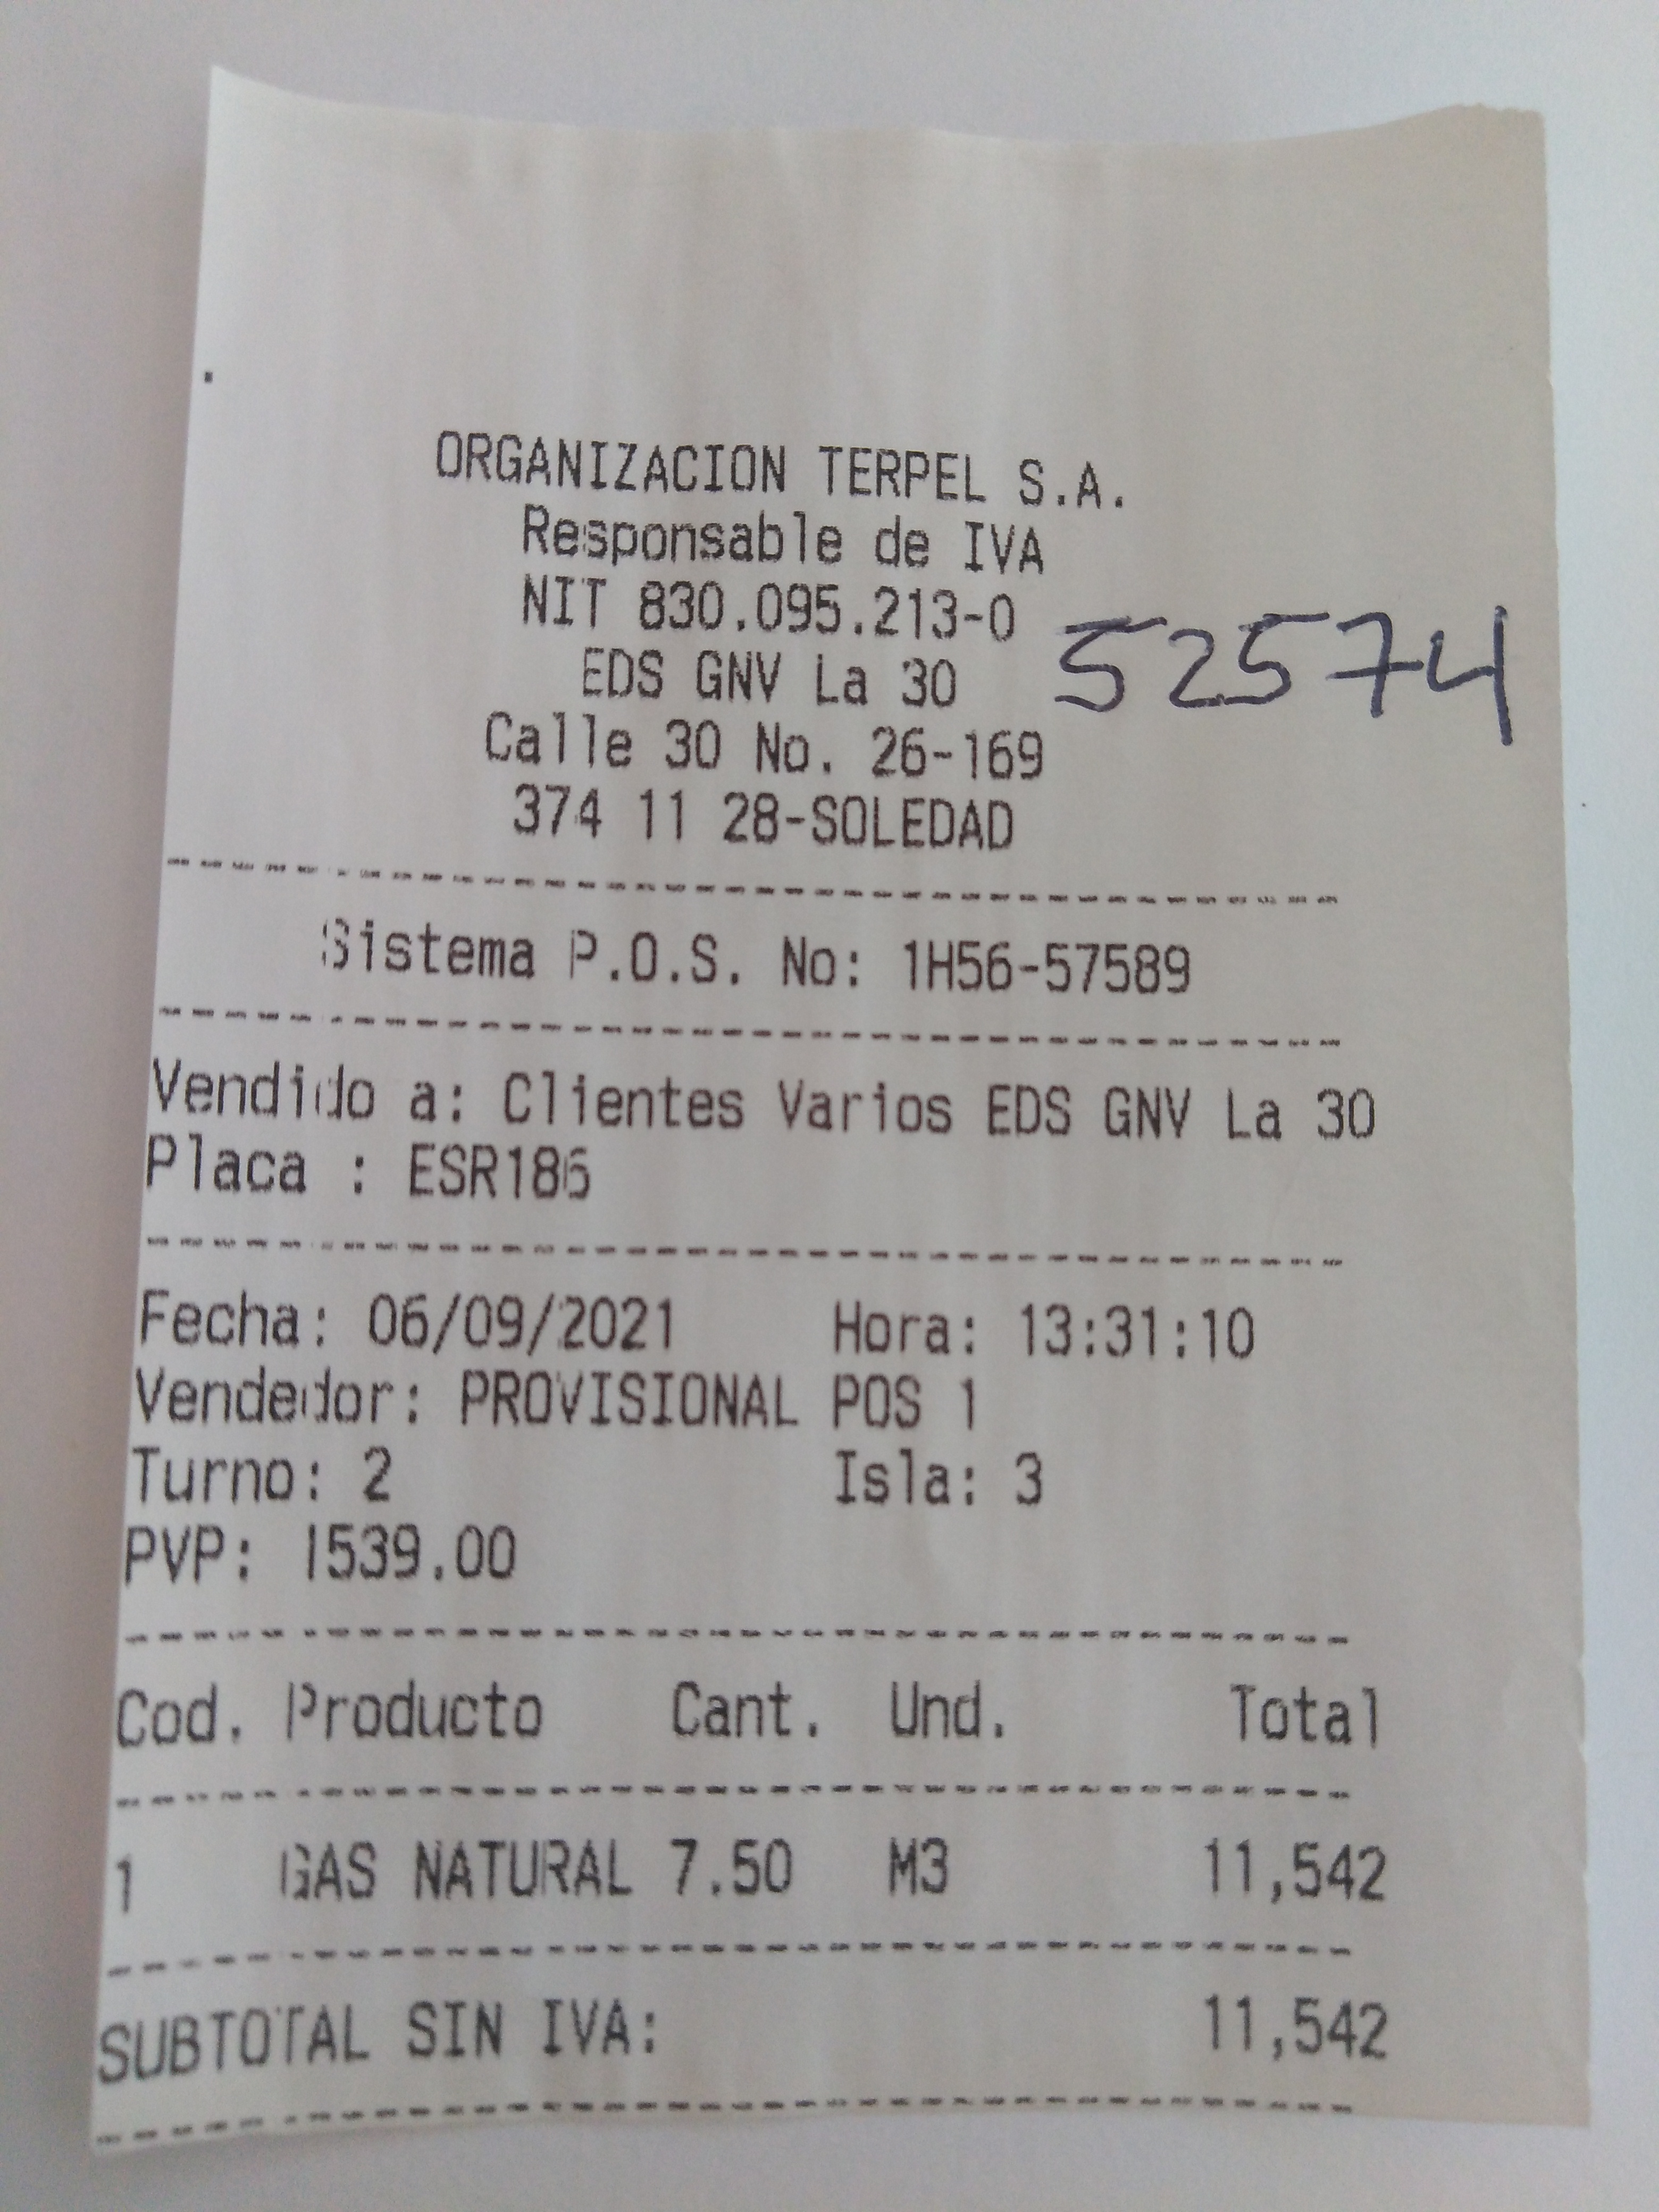 ORGANIZACION TERPEL S.A.
Responsable de IVA
NIT 830.095.213-0
52574
EDS GNV La 30
Calle 30 No. 26-169
374 11 28-SOLEDAD
Sistema P.O.S. No: 1H56-57589
Vendido a: Clientes Varios EDS GNV La 30
Placa : ESR186
Fecha: 06/09/2021 Hora: 13:31:10
Vendedor: PROVISIONAL POS 1
Turno: 2 Isla: 3
PVP: 1539.00
Cod. Producto Cant. Und. Total
1 GAS NATURAL 7.50 M3 11,542
SUBTOTAL SIN IVA: 11,542